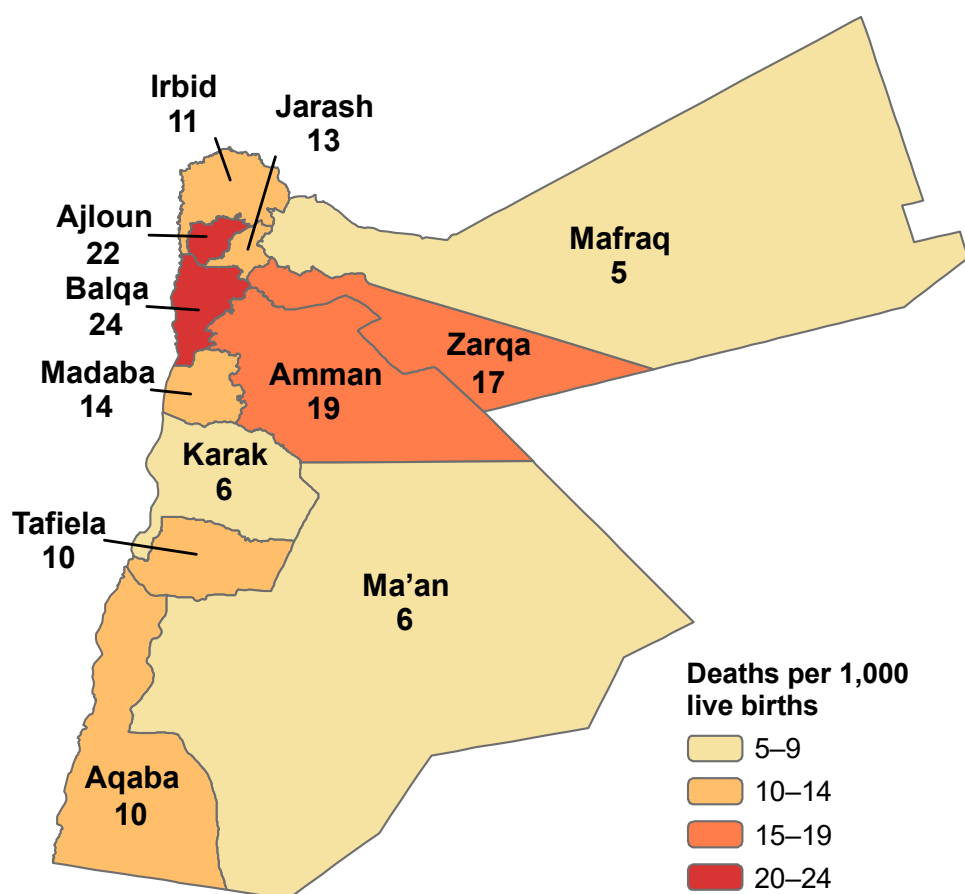 Irbid
11
Jarash
13
Ajloun
22
Mafraq
5
Balqa
24
Zarqa
17
Madaba
14
Amman
19
Karak
6
Tafiela
10
Ma’an
6
Aqaba
10
Deaths per 1,000
live births
5–9
10–14
15–19
20–24